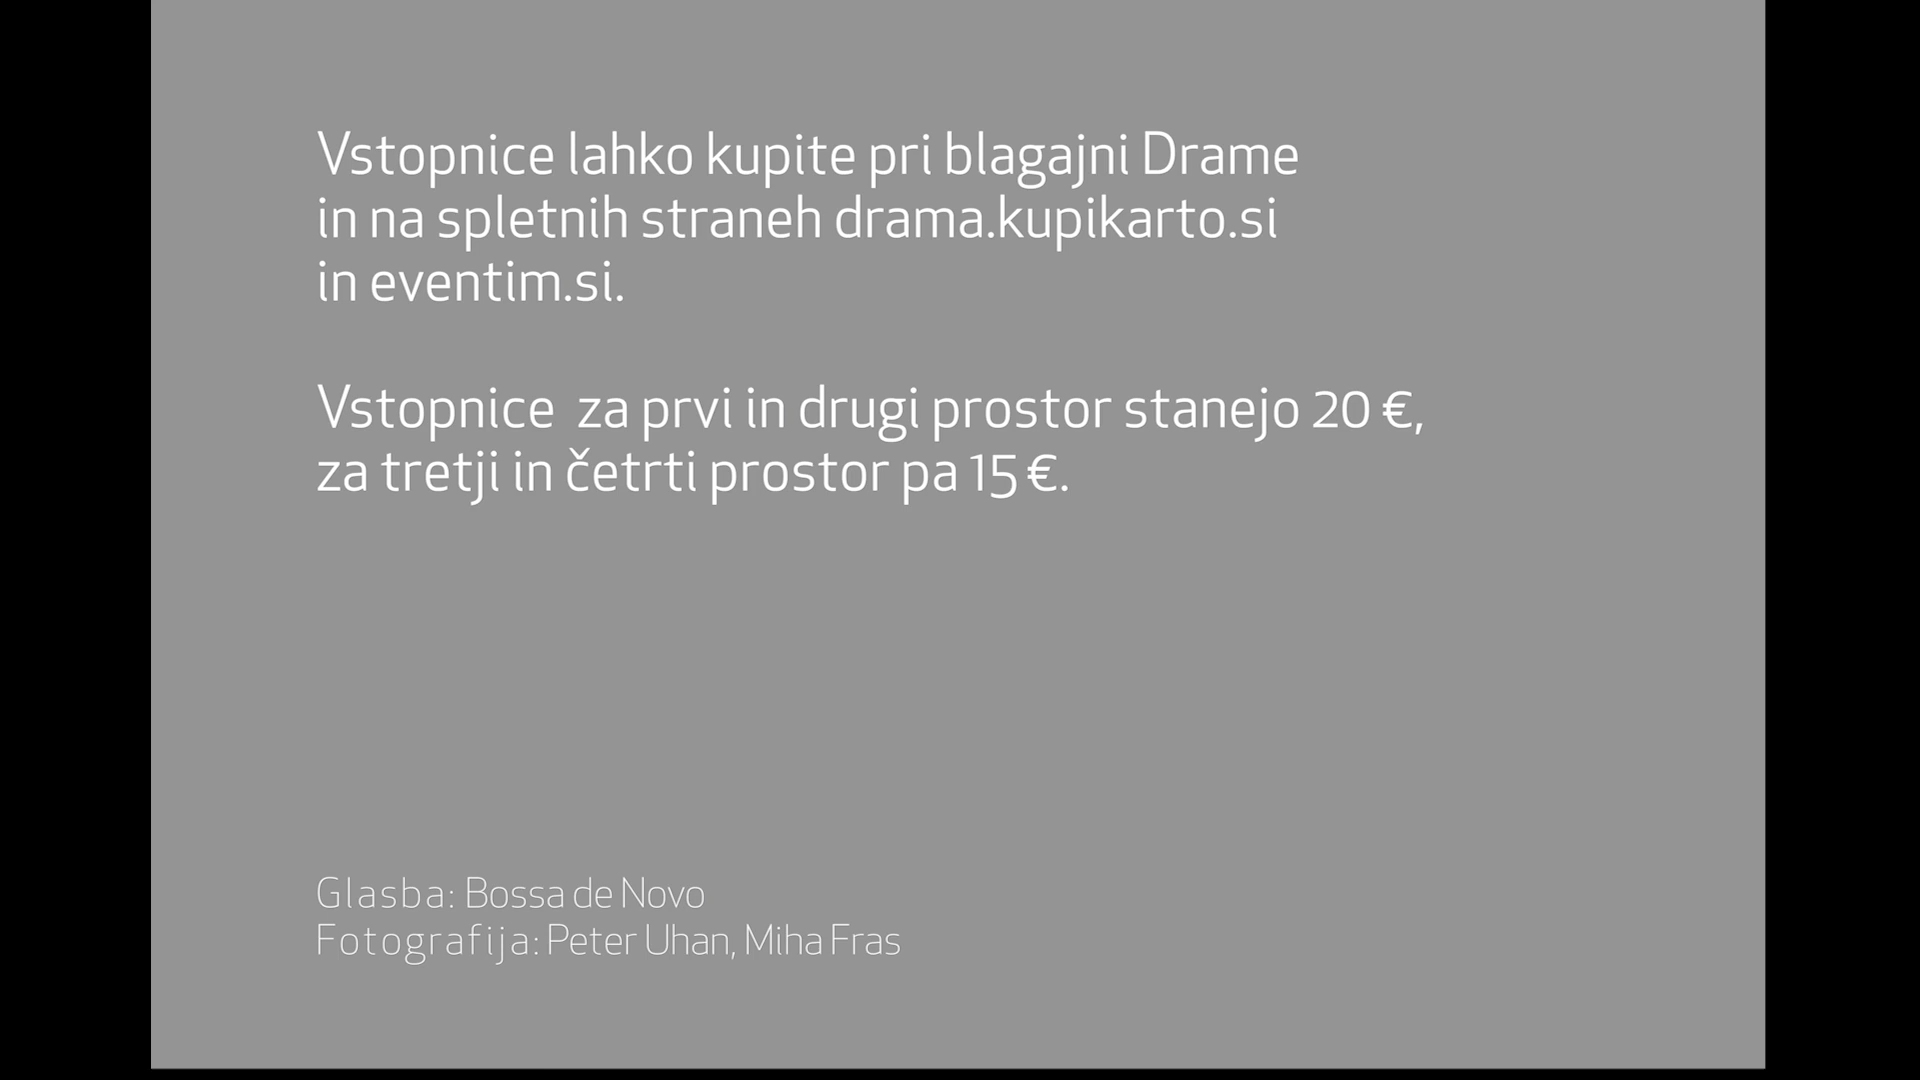 Vstopnice lahko kupite pri blagajni Drame
in na spletnih straneh drama.kupikarto.si
in eventim.si.
Vstopnice za prvi in drugi prostor stanejo 20 €,
za tretji in četrti prostor pa 15 €.
Glasba: Bossa de Novo
Fotografija: Peter Uhan, Miha Fras